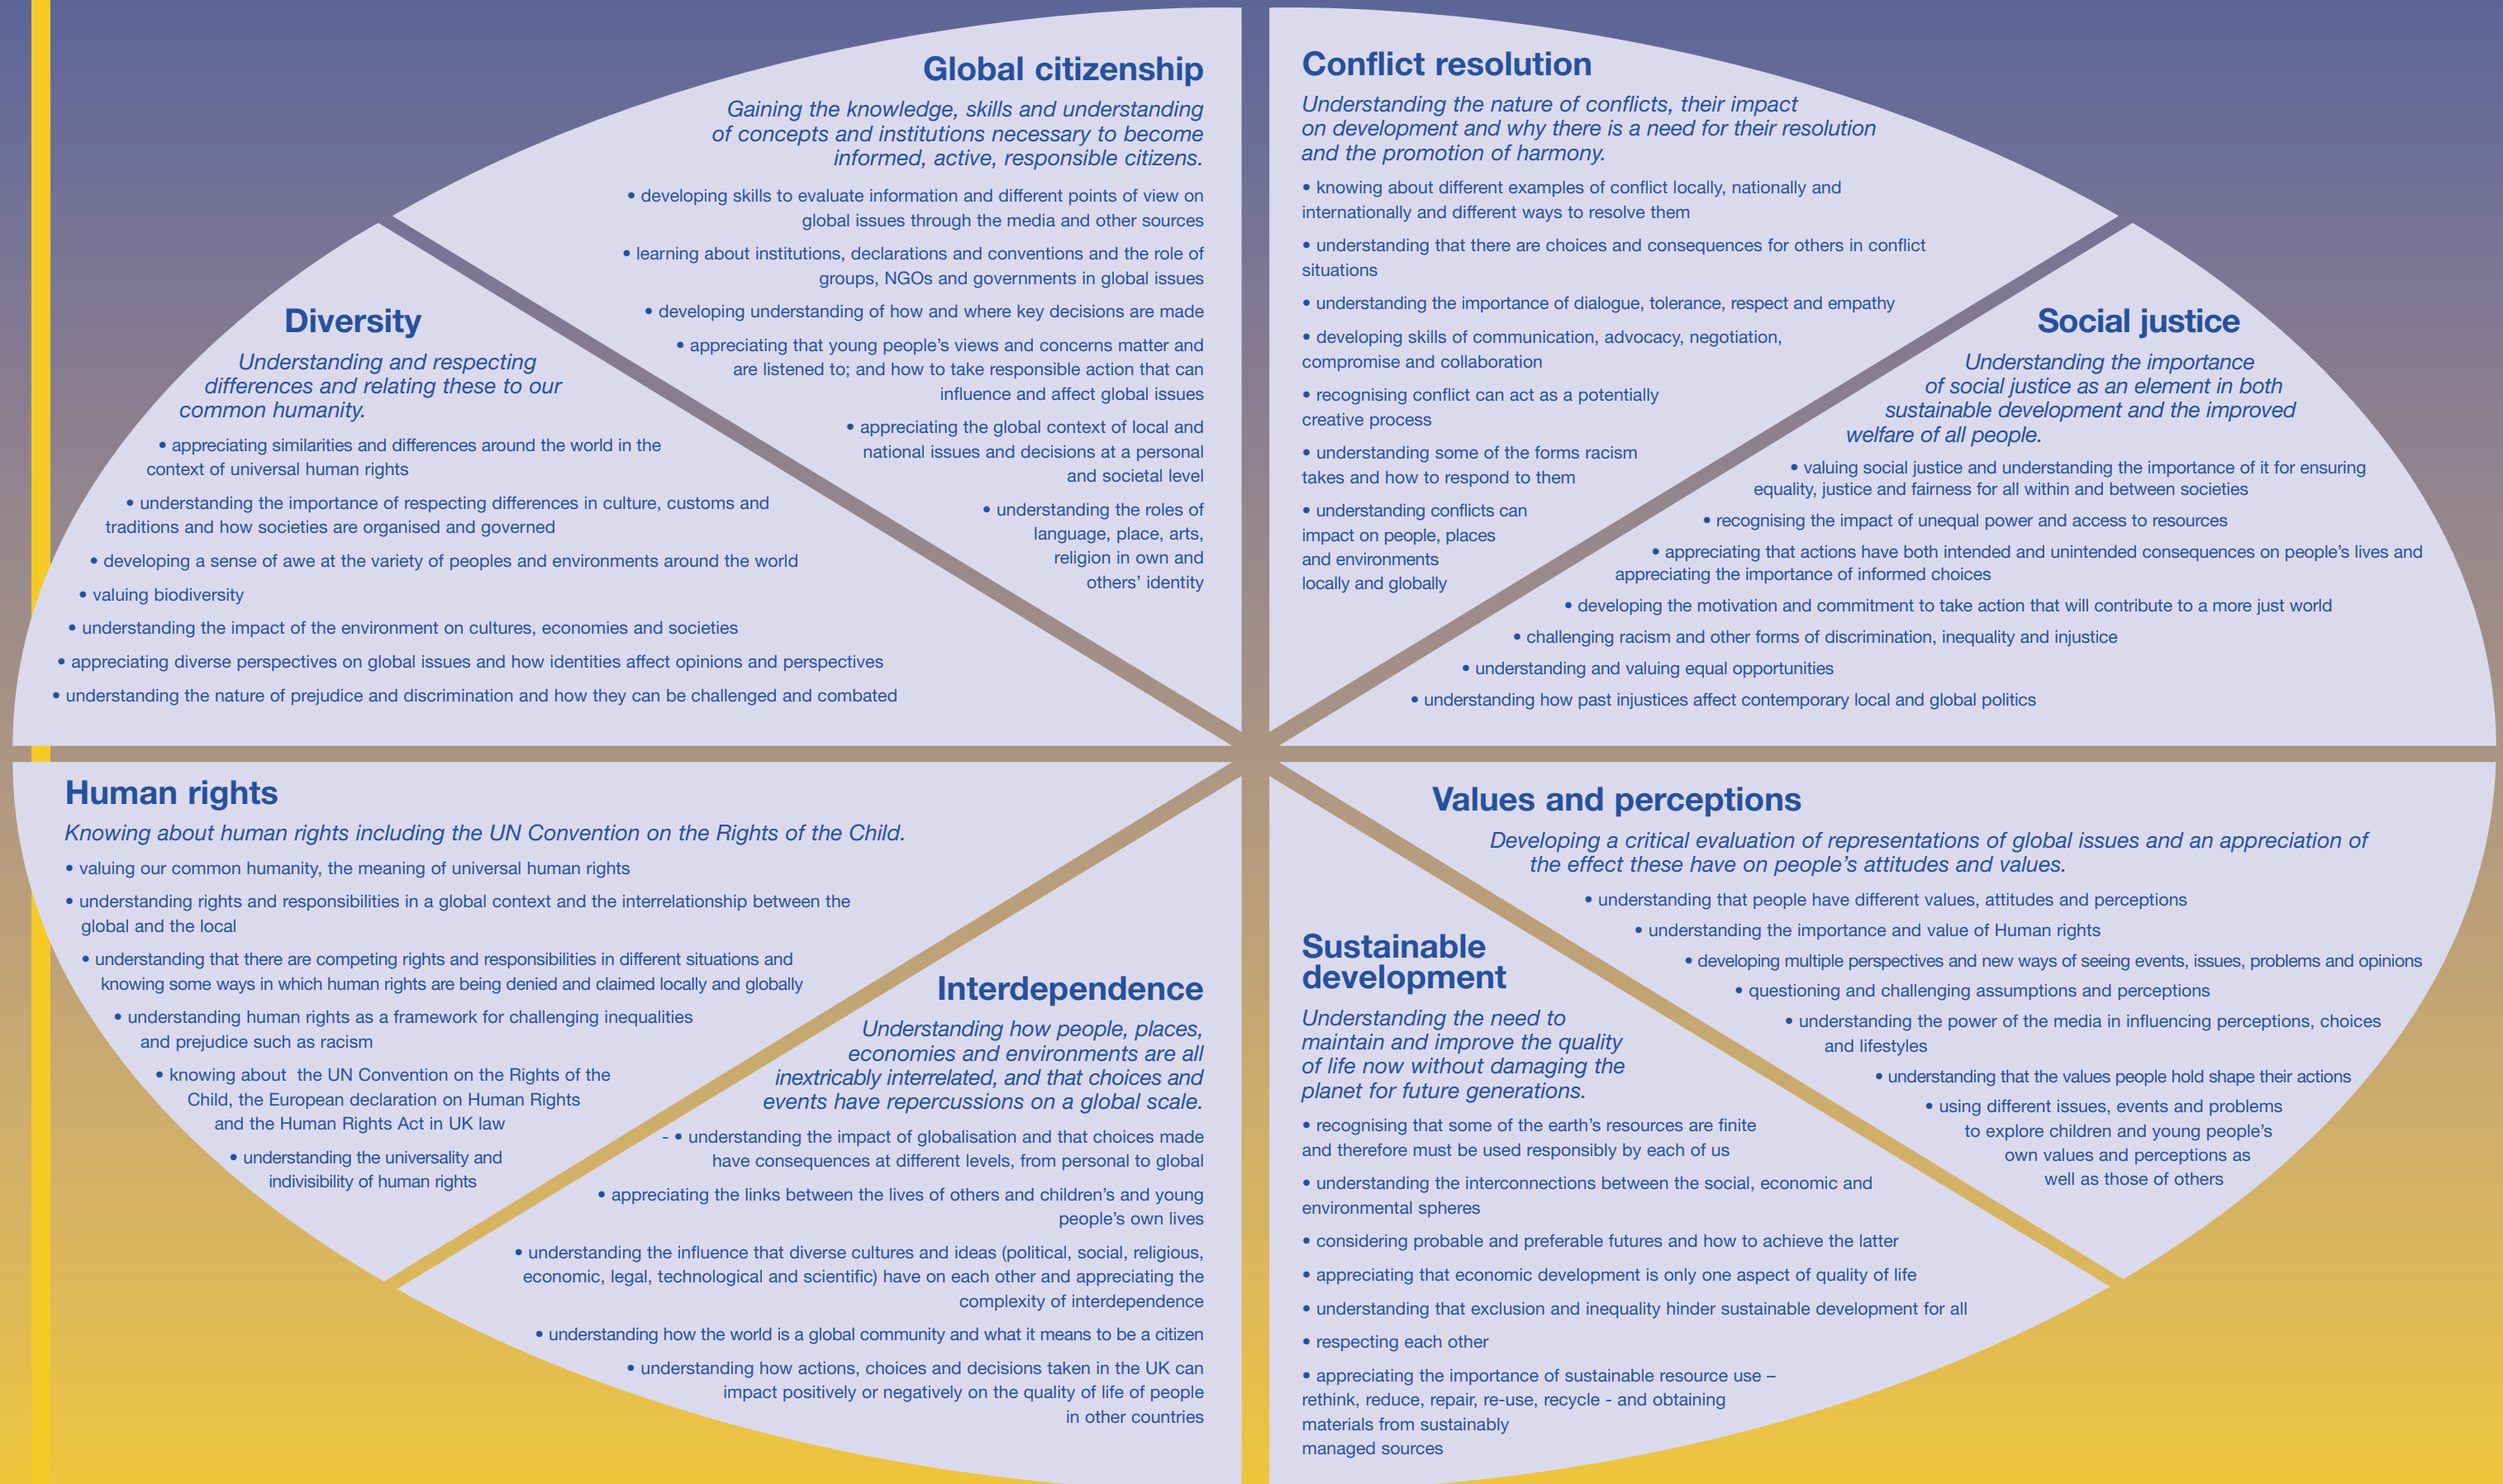 Global citizenship
Gaining the knowledge, skills and understanding
of concepts and institutions necessary to become
informed, active, responsible citizens.
• developing skills to evaluate information and different points of view on
global issues through the media and other sources
• learning about institutions, declarations and conventions and the role of
groups, NGOs and governments in global issues
• developing understanding of how and where key decisions are made
• appreciating that young people's views and concerns matter and
are listened to; and how to take responsible action that can
influence and affect global issues
• appreciating the global context of local and
national issues and decisions at a personal
and societal level
• understanding the roles of
language, place, arts,
religion in own and
others' identity
Conflict resolution
Understanding the nature of conflicts, their impact
on development and why there is a need for their resolution
and the promotion of harmony.
• knowing about different examples of conflict locally, nationally and
internationally and different ways to resolve them
• understanding that there are choices and consequences for others in conflict
situations
• understanding the importance of dialogue, tolerance, respect and empathy
• developing skills of communication, advocacy, negotiation,
compromise and collaboration
• recognising conflict can act as a potentially
creative process
• understanding some of the forms racism
takes and how to respond to them
• understanding conflicts can
impact on people, places
and environments
locally and globally
Diversity
Understanding and respecting
differences and relating these to our
common humanity.
• appreciating similarities and differences around the world in the
context of universal human rights
• understanding the importance of respecting differences in culture, customs and
traditions and how societies are organised and governed
• developing a sense of awe at the variety of peoples and environments around the world
• valuing biodiversity
• understanding the impact of the environment on cultures, economies and societies
• appreciating diverse perspectives on global issues and how identities affect opinions and perspectives
• understanding the nature of prejudice and discrimination and how they can be challenged and combated
Social justice
Understanding the importance
of social justice as an element in both
sustainable development and the improved
welfare of all people.
• valuing social justice and understanding the importance of it for ensuring
equality, justice and fairness for all within and between societies
• recognising the impact of unequal power and access to resources
• appreciating that actions have both intended and unintended consequences on people's lives and
appreciating the importance of informed choices
• developing the motivation and commitment to take action that will contribute to a more just world
• challenging racism and other forms of discrimination, inequality and injustice
• understanding and valuing equal opportunities
• understanding how past injustices affect contemporary local and global politics
Human rights
Knowing about human rights including the UN Convention on the Rights of the Child.
• valuing our common humanity, the meaning of universal human rights
• understanding rights and responsibilities in a global context and the interrelationship between the
global and the local
• understanding that there are competing rights and responsibilities in different situations and
knowing some ways in which human rights are being denied and claimed locally and globally
• understanding human rights as a framework for challenging inequalities
and prejudice such as racism
• knowing about the UN Convention on the Rights of the
Child, the European declaration on Human Rights
and the Human Rights Act in UK law
• understanding the universality and
indivisibility of human rights
Interdependence
Understanding how people, places,
economies and environments are all
inextricably interrelated, and that choices and
events have repercussions on a global scale.
- • understanding the impact of globalisation and that choices made
have consequences at different levels, from personal to global
• appreciating the links between the lives of others and children's and young
people's own lives
• understanding the influence that diverse cultures and ideas (political, social, religious,
economic, legal, technological and scientific) have on each other and appreciating the
complexity of interdependence
• understanding how the world is a global community and what it means to be a citizen
• understanding how actions, choices and decisions taken in the UK can
impact positively or negatively on the quality of life of people
in other countries
Values and perceptions
Developing a critical evaluation of representations of global issues and an appreciation of
the effect these have on people's attitudes and values.
• understanding that people have different values, attitudes and perceptions
• understanding the importance and value of Human rights
• developing multiple perspectives and new ways of seeing events, issues, problems and opinions
• questioning and challenging assumptions and perceptions
• understanding the power of the media in influencing perceptions, choices
and lifestyles
• understanding that the values people hold shape their actions
• using different issues, events and problems
to explore children and young people's
own values and perceptions as
well as those of others
Sustainable
development
Understanding the need to
maintain and improve the quality
of life now without damaging the
planet for future generations.
• recognising that some of the earth's resources are finite
and therefore must be used responsibly by each of us
• understanding the interconnections between the social, economic and
environmental spheres
• considering probable and preferable futures and how to achieve the latter
• appreciating that economic development is only one aspect of quality of life
• understanding that exclusion and inequality hinder sustainable development for all
• respecting each other
• appreciating the importance of sustainable resource use –
rethink, reduce, repair, re-use, recycle - and obtaining
materials from sustainably
managed sources